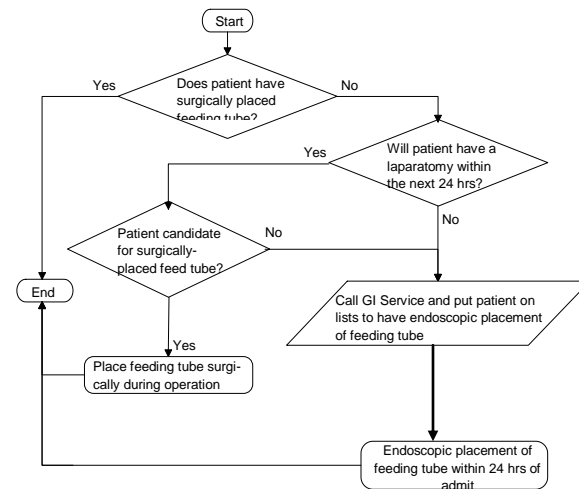 Start
Yes
No
Does patient have
surgically placed
feeding tube?
Will patient have a
laparatomy within
the next 24 hrs?
Yes
No
Patient candidate
for surgically-
placed feed tube?
No
End
Call GI Service and put patient on
lists to have endoscopic placement
of feeding tube
Yes
Place feeding tube surgi-
cally during operation
Endoscopic placement of
feeding tube within 24 hrs of
admit